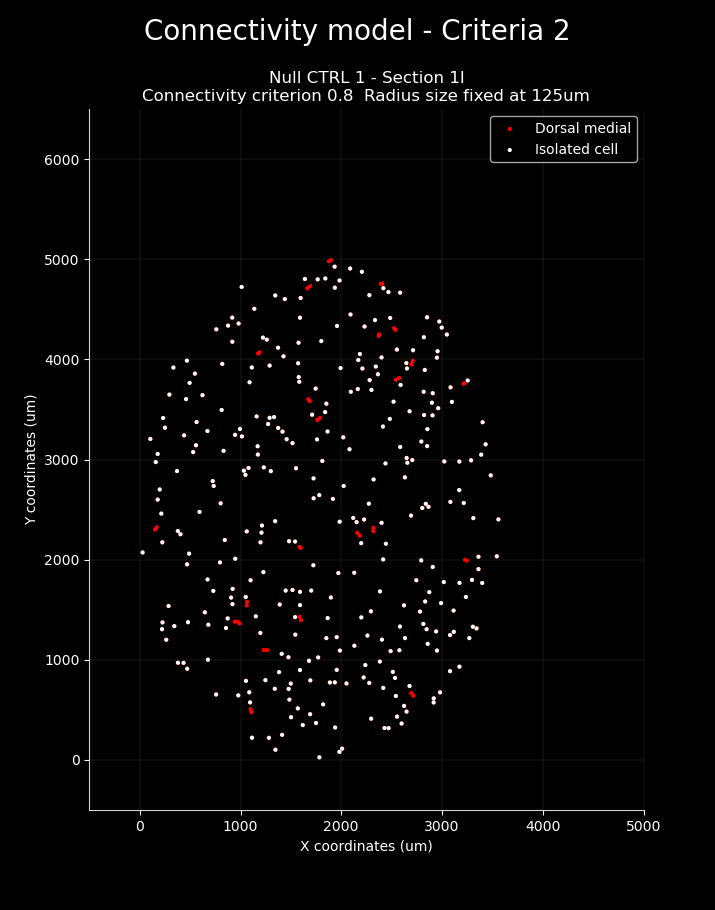 Connectivity model - Criteria 2
Null CTRL 1 - Section 1I
Connectivity criterion 0.8  Radius size fixed at 125um
Dorsal medial
Isolated cell
6000
5000
4000
3000
2000
1000
0
Y coordinates (um)
0 1000 2000 3000 4000 5000
X coordinates (um)